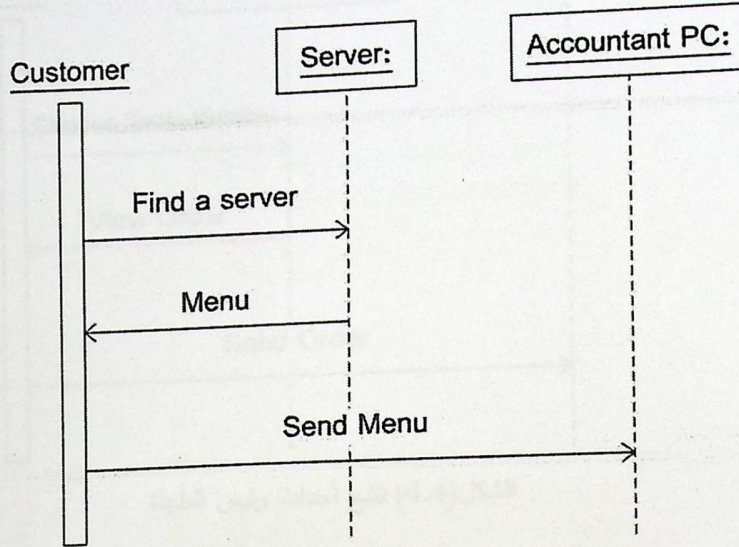 Customer
Server:
Accountant PC:
Find a server
Menu
Send Menu